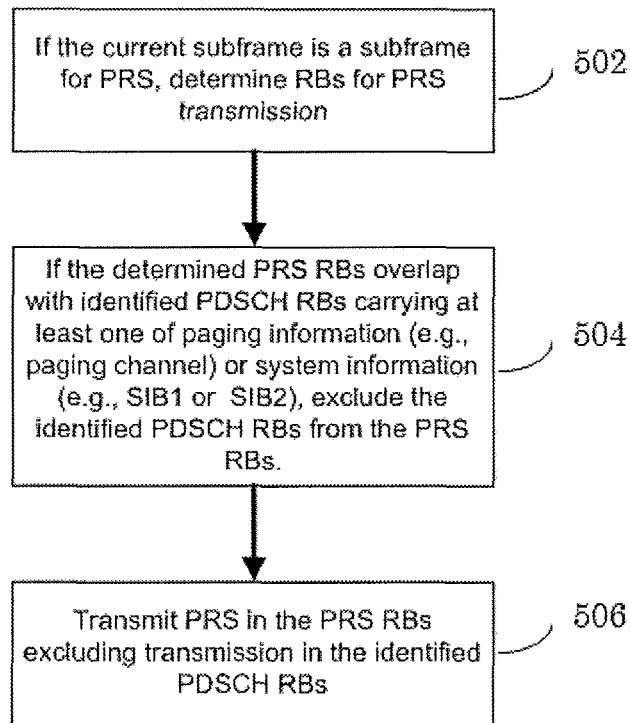 If the current subframe is a subframe
for PRS, determine RBs for PRS
transmission
502
If the determined PRS RBs overlap
with identified PDSCH RBs carrying at
least one of paging information (e.g.,
paging channel) or system information
(e.g., SIB1 or SIB2), exclude the
identified PDSCH RBs from the PRS
RBs.
504
Transmit PRS in the PRS RBs
excluding transmission in the identified
PDSCH RBs
506